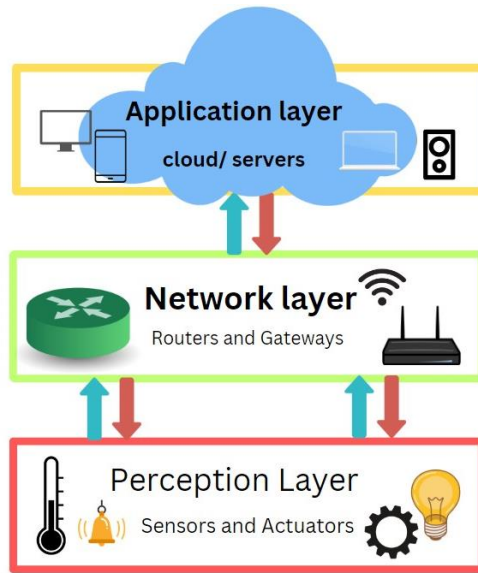 Application layer
cloud/ servers
Network layer
Routers and Gateways
Perception Layer
Sensors and Actuators